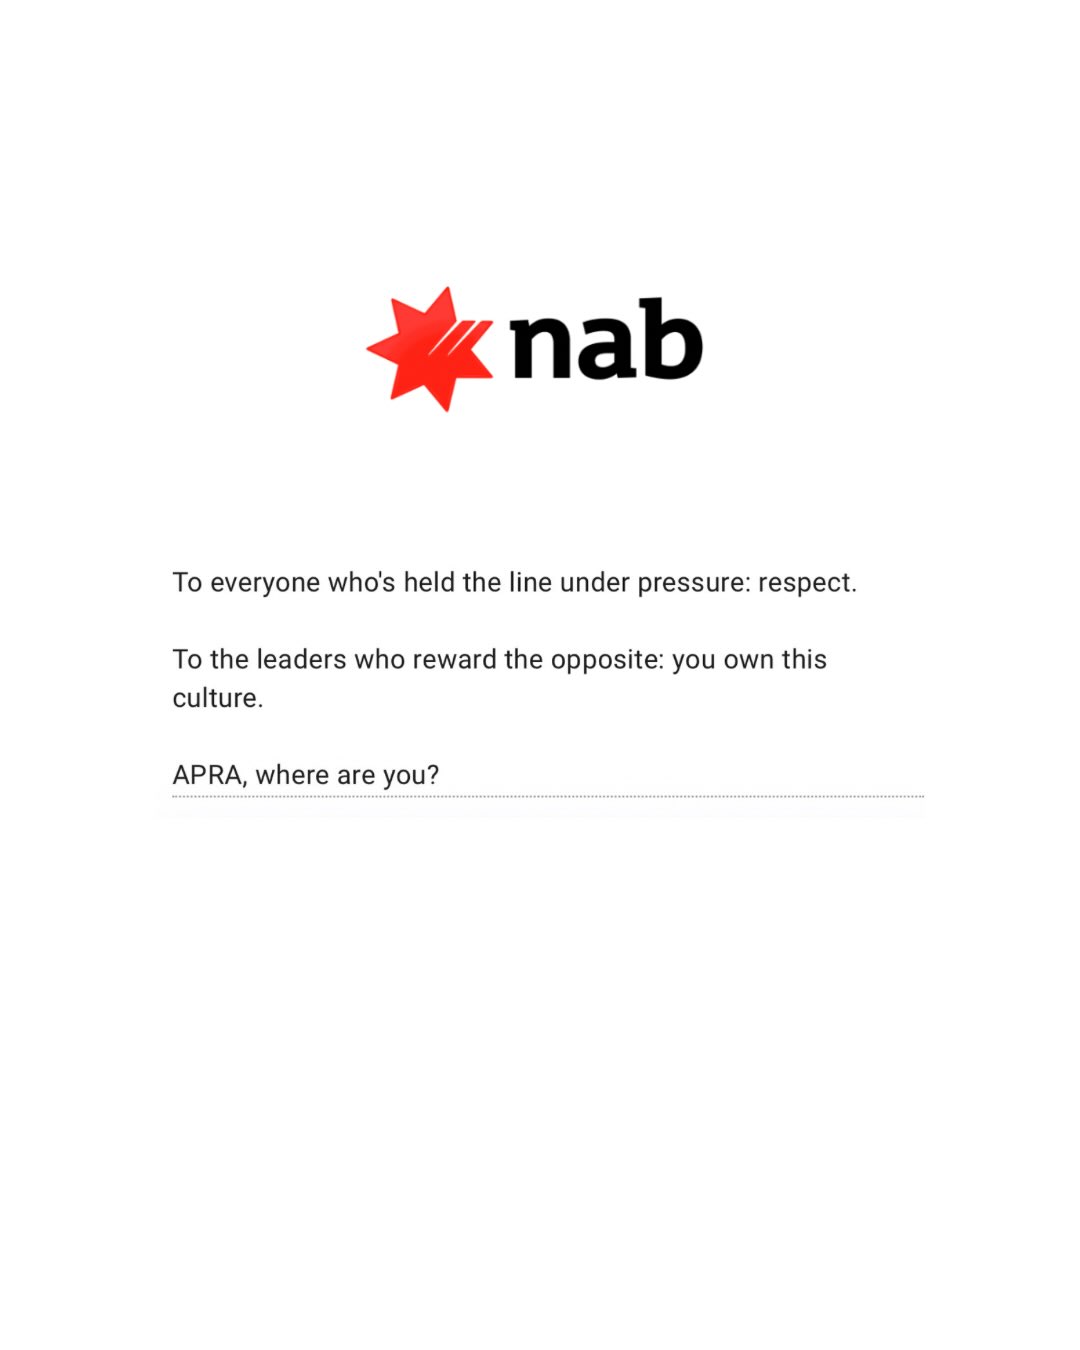 nab
To everyone who's held the line under pressure: respect.
To the leaders who reward the opposite: you own this
culture.
APRA, where are you?